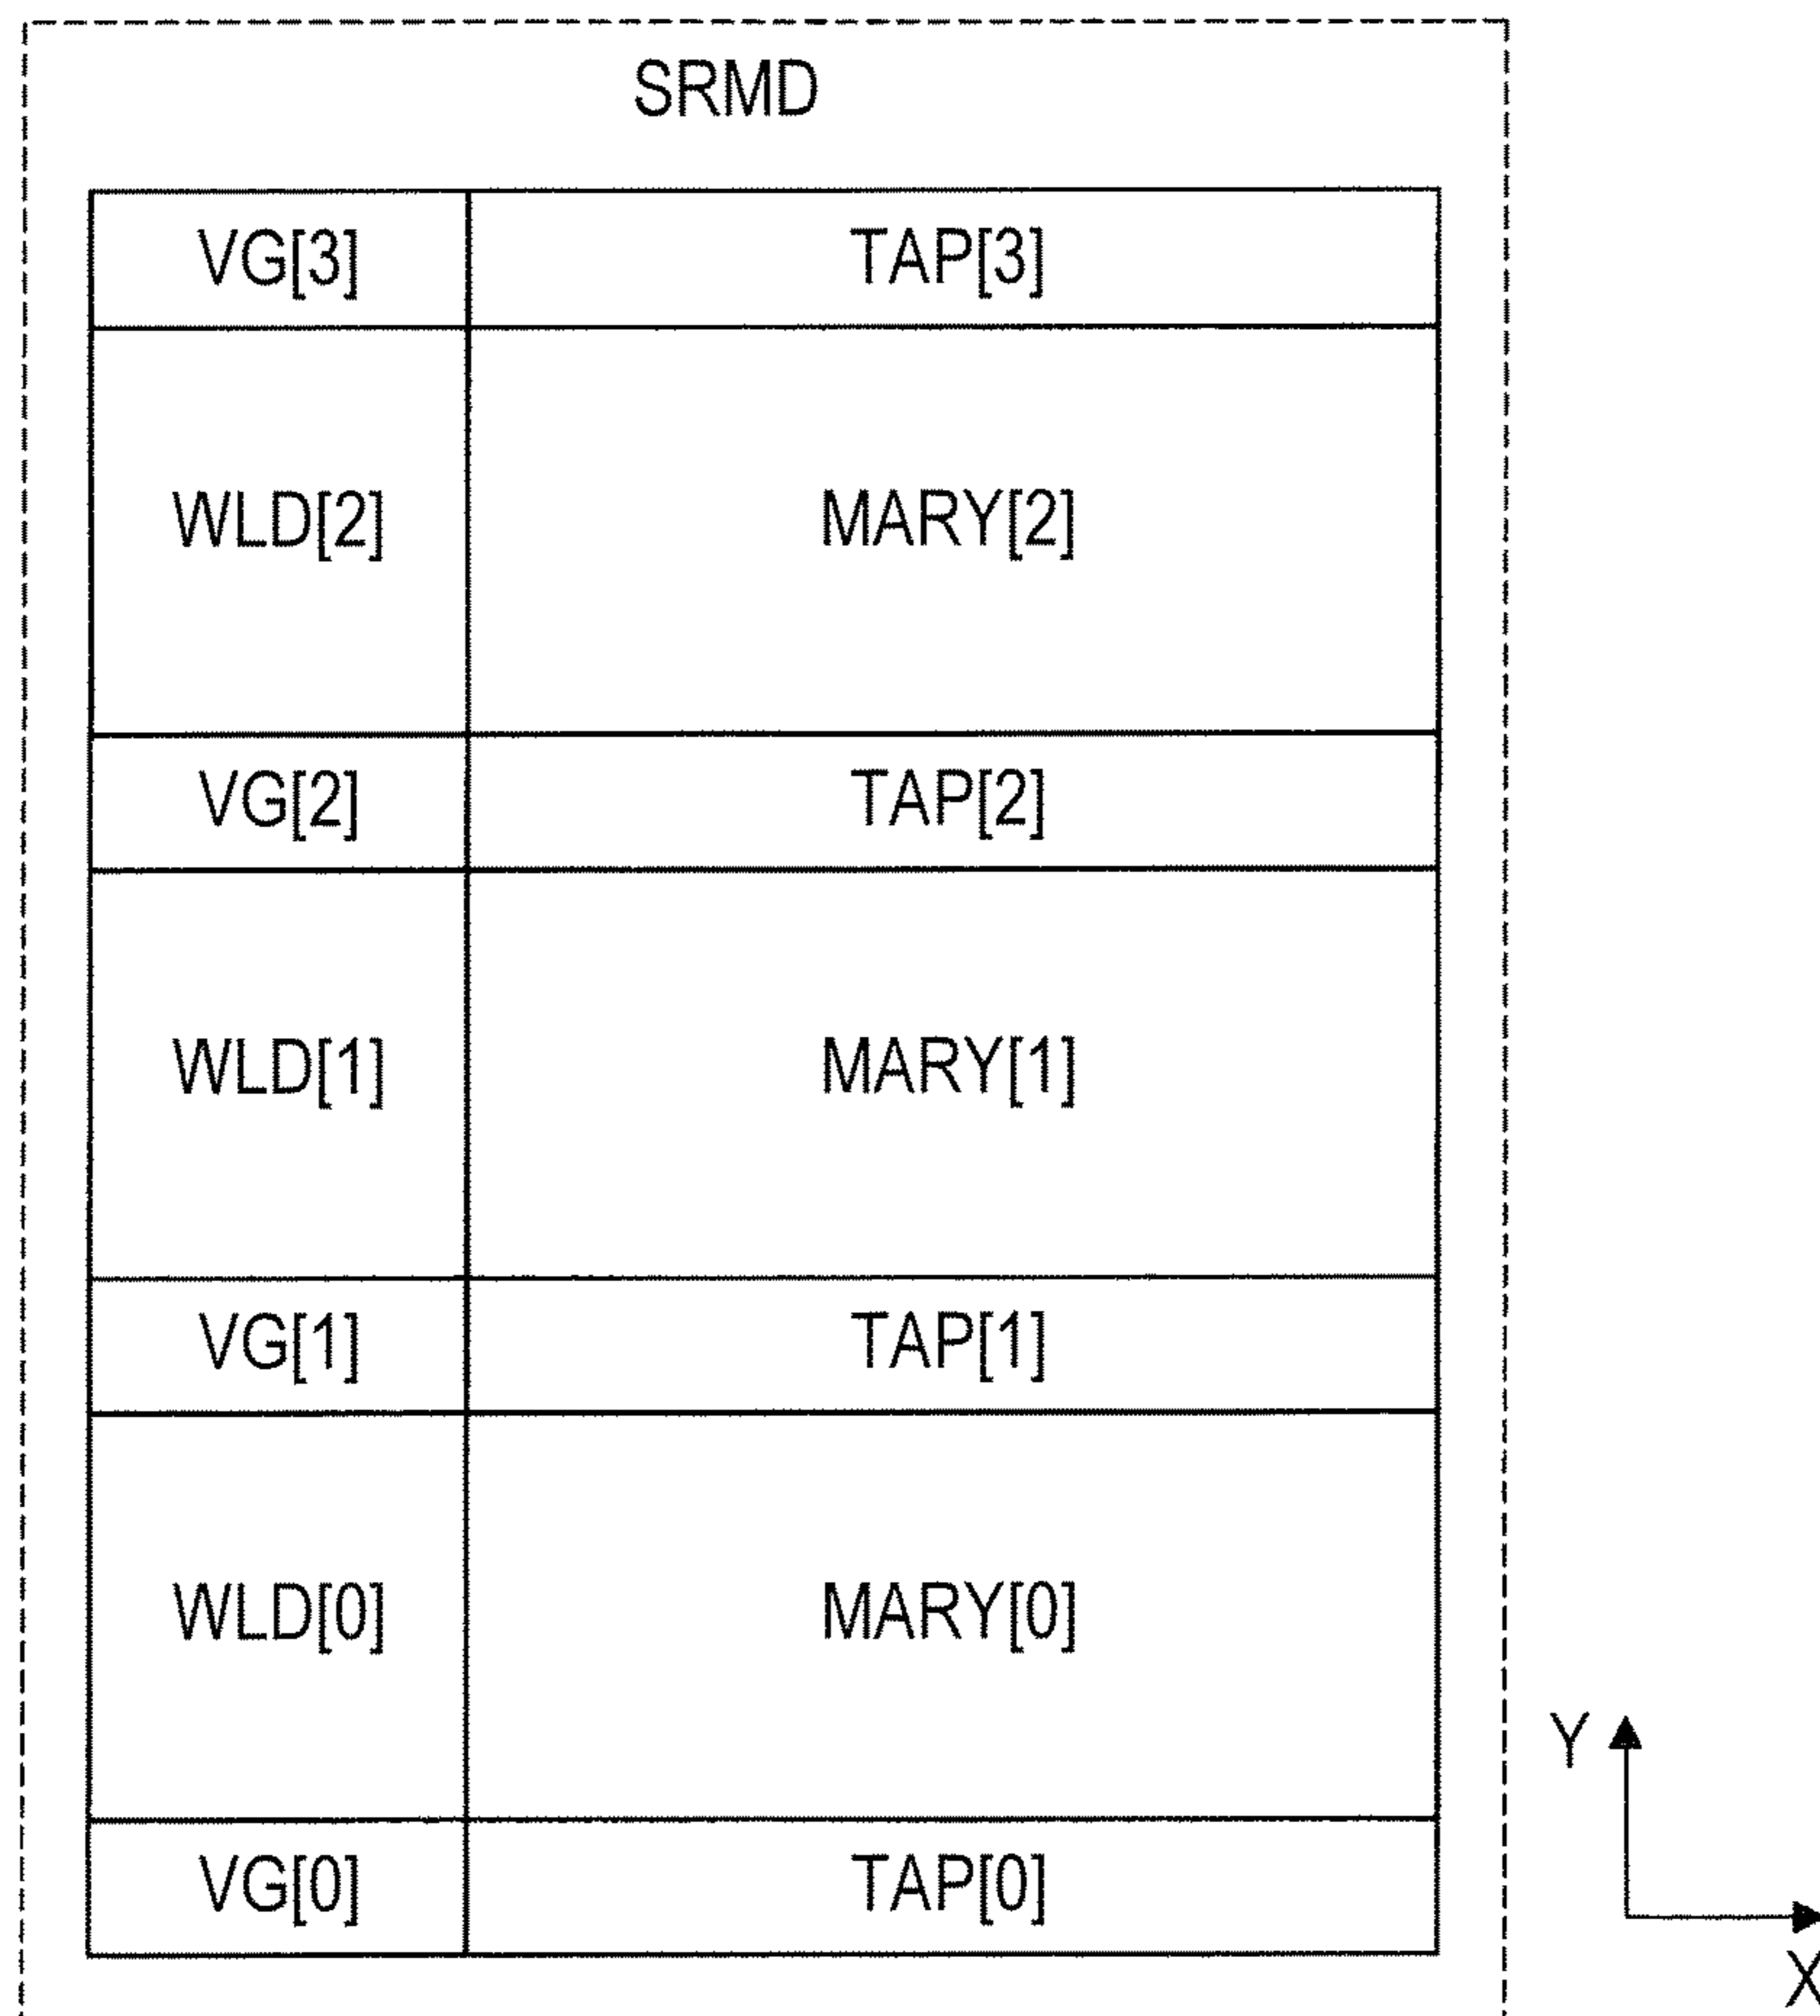 SRMD
VG[3] TAP[3]
WLD[2] MARY[2]
VG[2] TAP[2]
WLD[1] MARY[1]
VG[1] TAP[1]
WLD[0] MARY[0]
VG[0] TAP[0]
Y
X